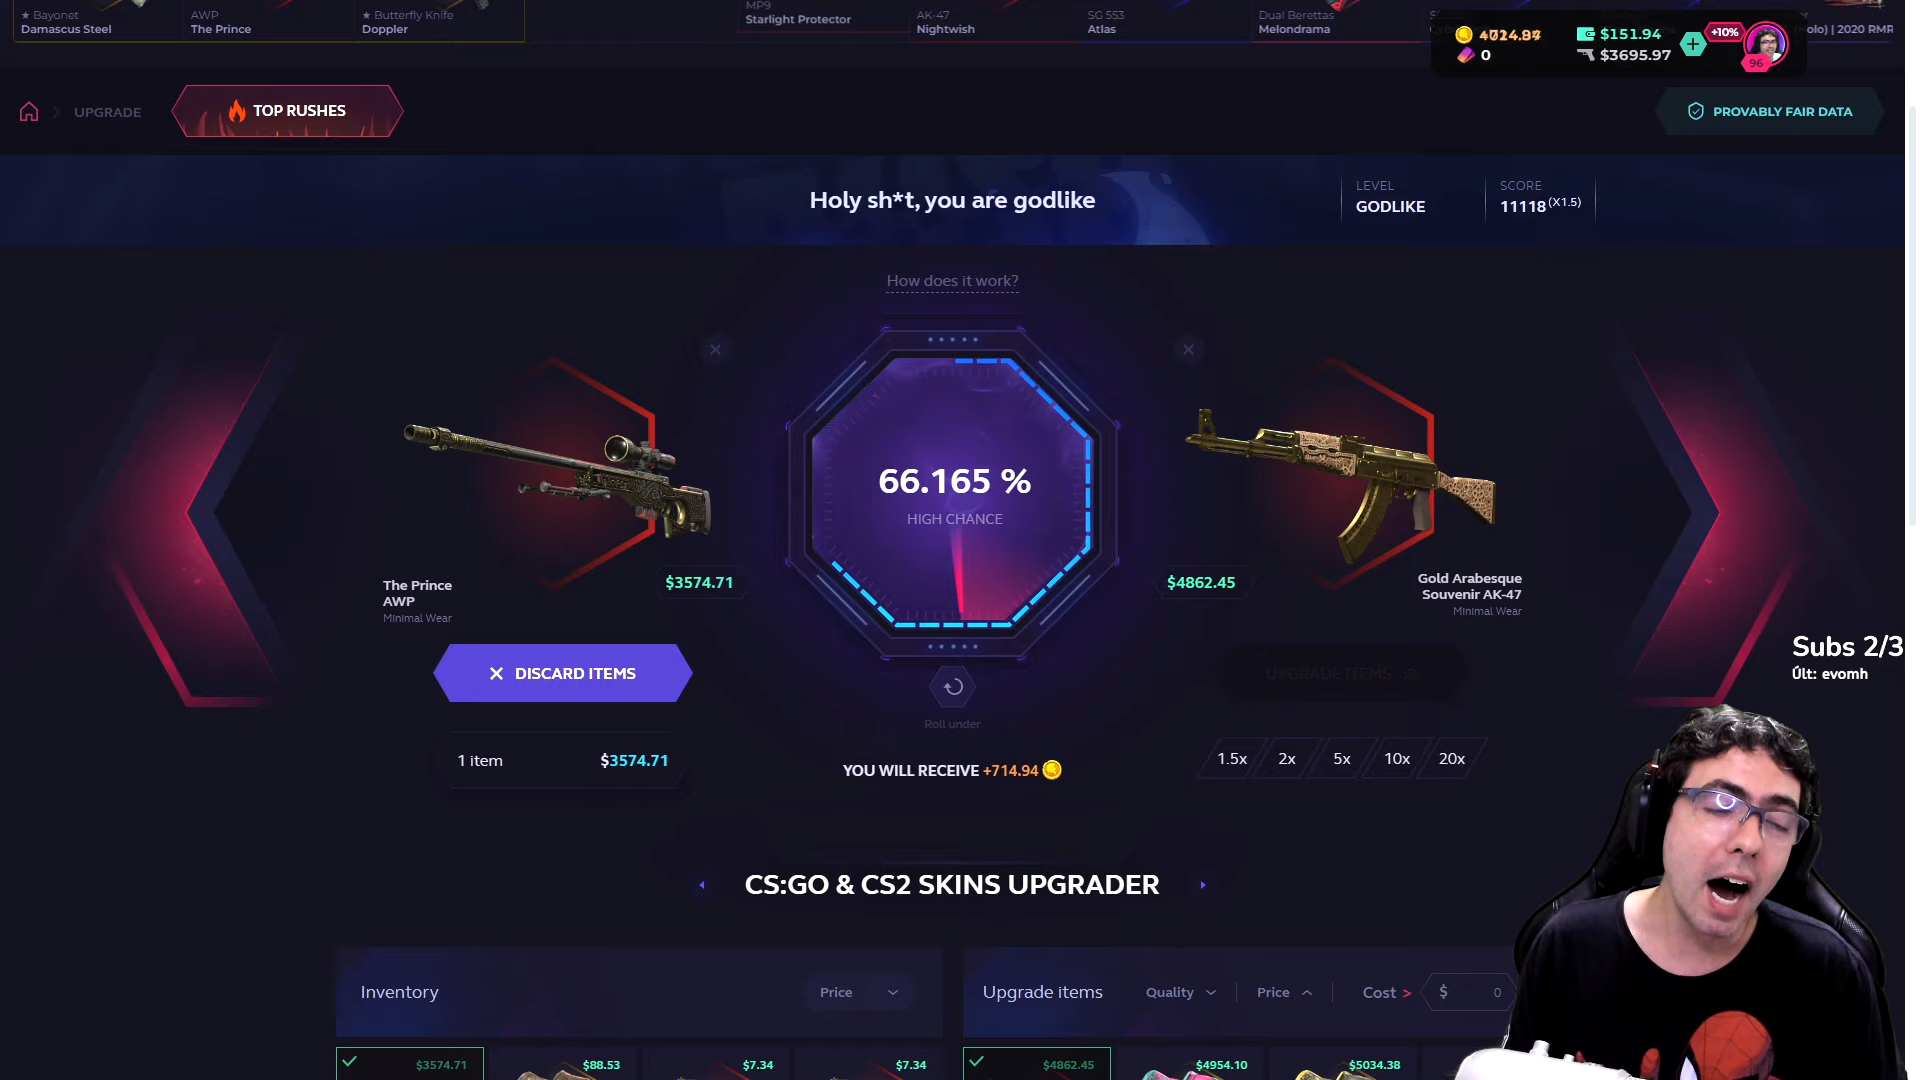 ★ Bayonet
Damascus Steel
AWP
The Prince
★ Butterfly Knife
Doppler
MP9
Starlight Protector
AK-47
Nightwish
SG 553
Atlas
Dual Berettas
Melondrama
(Holo) | 2020 RMR
$151.94
+10%
0
$3695.97
96
UPGRADE
TOP RUSHES
PROVABLY FAIR DATA
Holy sh*t, you are godlike
LEVEL
GODLIKE
SCORE
11118 (X1.5)
How does it work?
66.165 %
HIGH CHANCE
The Prince
AWP
Minimal Wear
$3574.71
$4862.45
Gold Arabesque
Souvenir AK-47
Minimal Wear
DISCARD ITEMS
UPGRADE ITEMS
Roll under
1 item
$3574.71
YOU WILL RECEIVE +714.94
1.5x
2x
5x
10x
20x
Subs 2/3
Últ: evomh
CS:GO & CS2 SKINS UPGRADER
Inventory
Price
Upgrade items
Quality
Price
Cost >
$ 0
$3574.71
$88.53
$7.34
$7.34
$4862.45
$4954.10
$5034.38